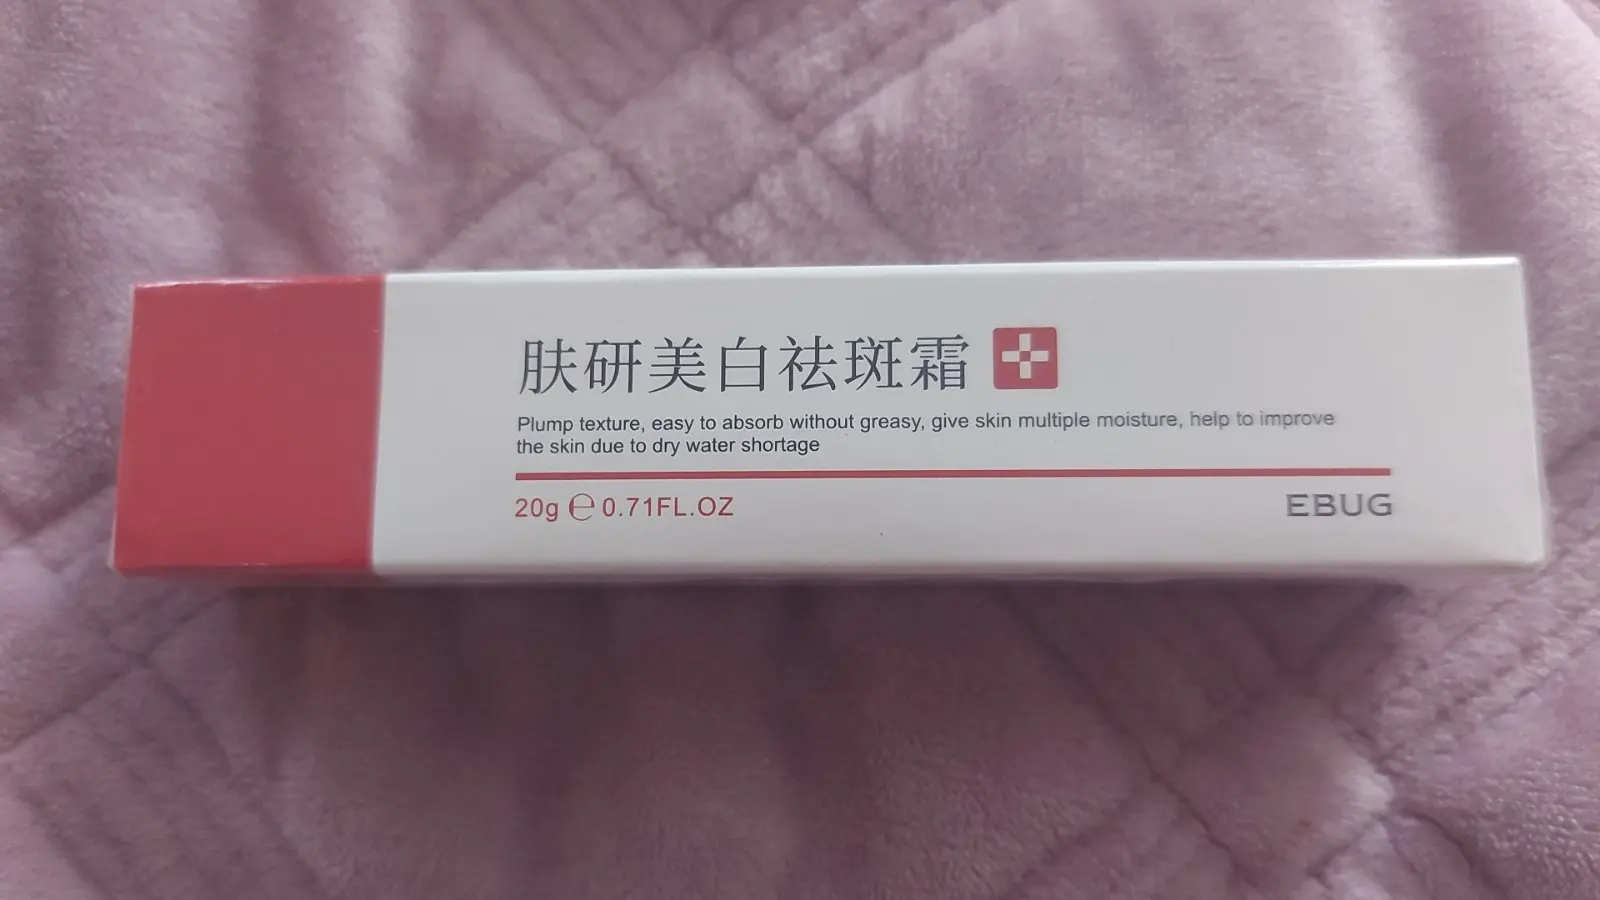 肤研美白祛斑霜
Plump texture, easy to absorb without greasy, give skin multiple moisture, help to improve
the skin due to dry water shortage
20g ℮ 0.71FL.OZ
EBUG